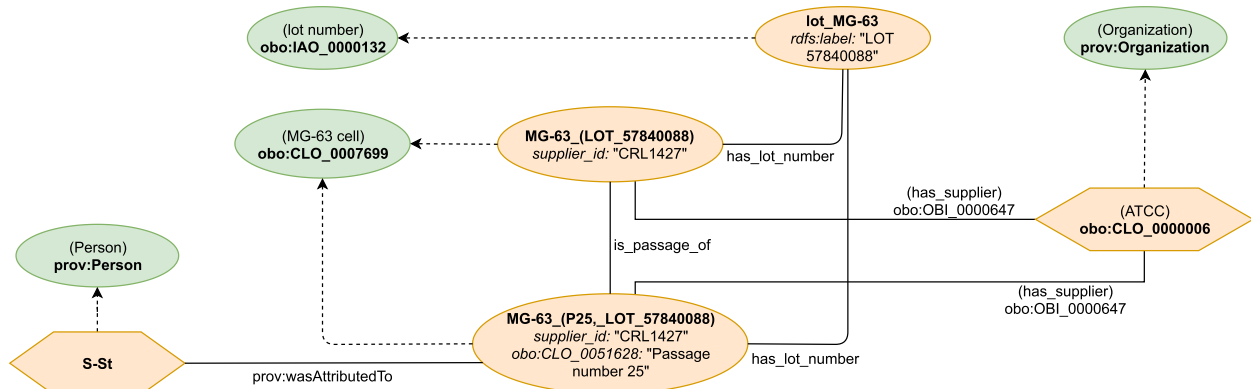 (lot number)
obo:IAO_0000132
lot_MG-63
rdfs:label: "LOT
57840088"
(Organization)
prov:Organization
(MG-63 cell)
obo:CLO_0007699
MG-63_(LOT_57840088)
supplier_id: "CRL1427"
has_lot_number
(has_supplier)
obo:OBI_0000647
(ATCC)
obo:CLO_0000006
(Person)
prov:Person
is_passage_of
(has_supplier)
obo:OBI_0000647
MG-63_(P25,_LOT_57840088)
supplier_id: "CRL1427"
obo:CLO_0051628: "Passage
number 25"
has_lot_number
S-St
prov:wasAttributedTo